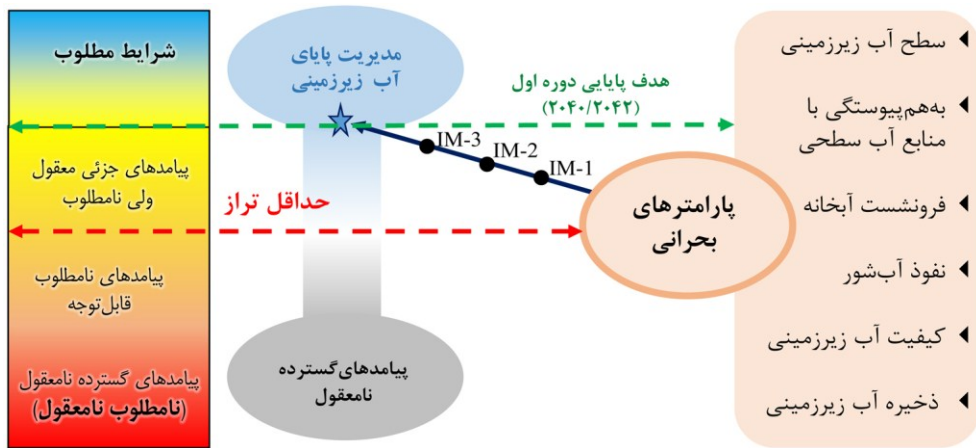 سطح آب زیرزمینی
به‌هم‌پیوستگی با
منابع آب سطحی
فرونشست آبخانه
نفوذ آب‌شور
کیفیت آب زیرزمینی
ذخیره آب زیرزمینی
پارامترهای
بحرانی
هدف پایایی دوره اول
(۲۰۴۰/۲۰۴۲)
IM-1
IM-2
IM-3
مدیریت پایای
آب زیرزمینی
حداقل تراز
پیامدهای‌گسترده
نامعقول
شرایط مطلوب
پیامدهای جزئی معقول
ولی نامطلوب
پیامدهای نامطلوب
قابل‌توجه
پیامدهای گسترده نامعقول
(نامطلوب نامعقول)